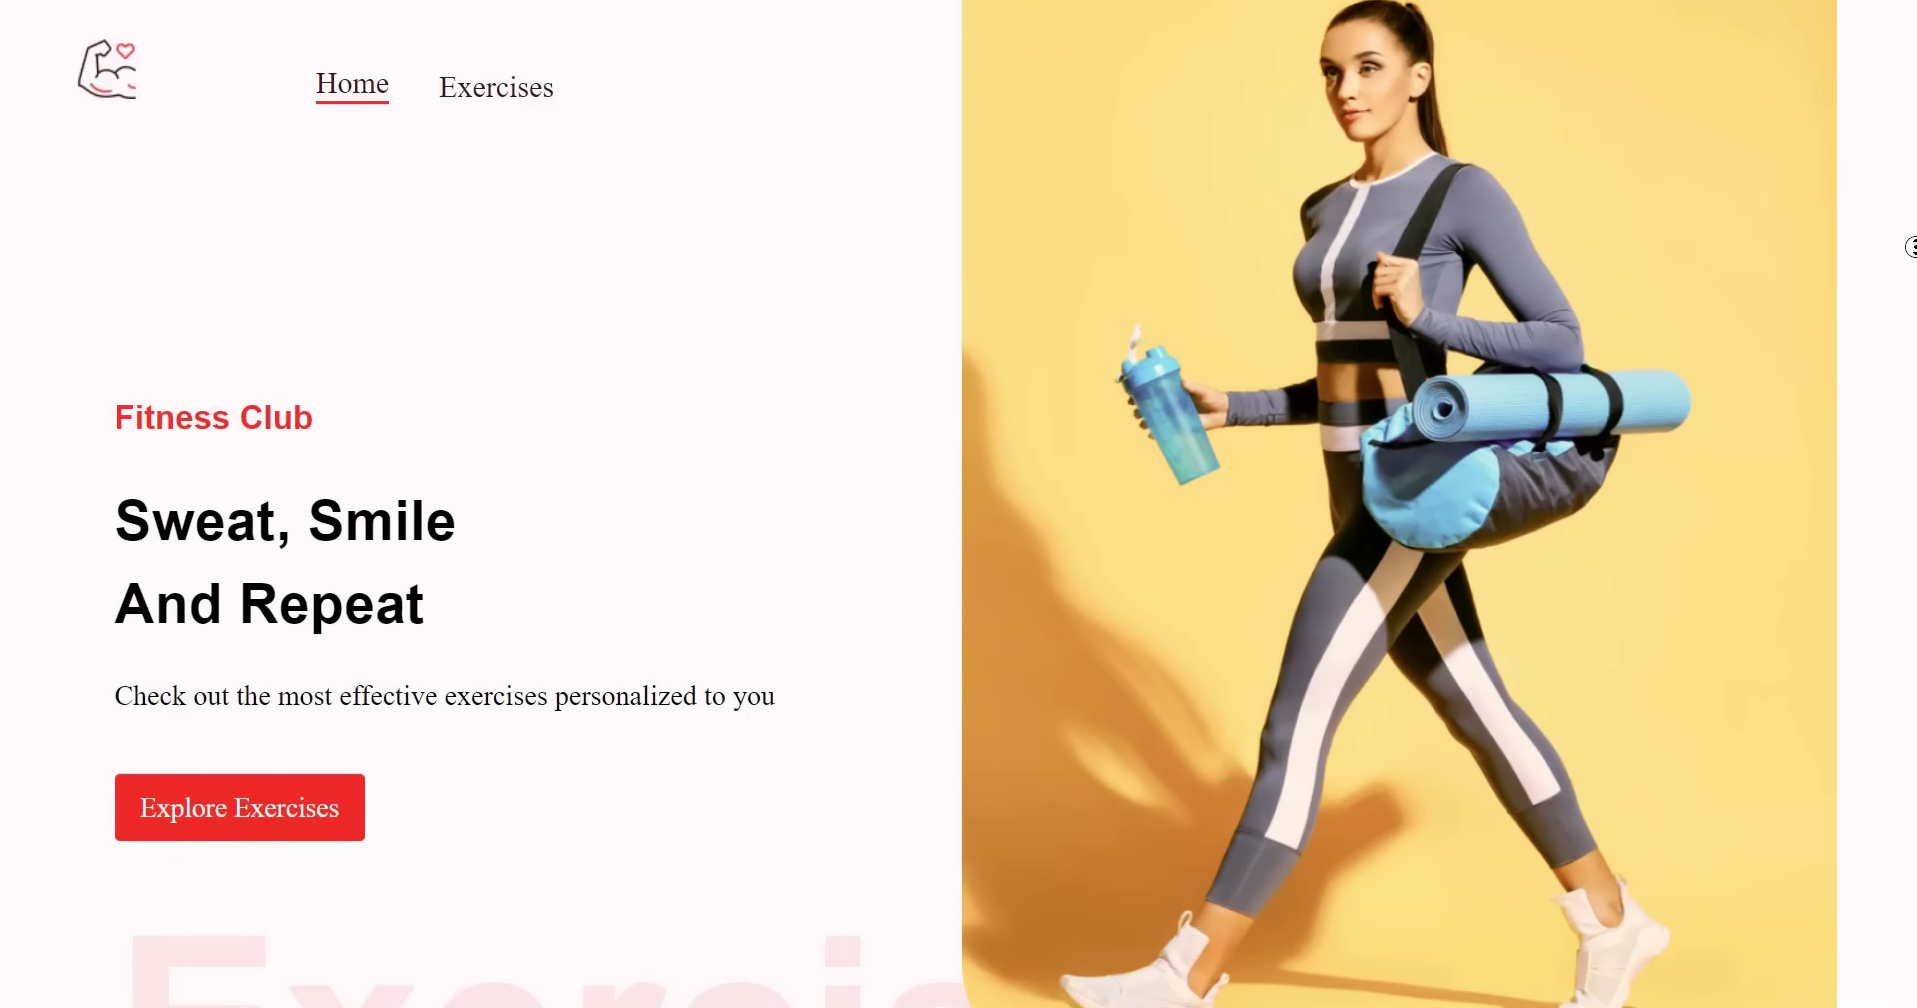 Home Exercises
Fitness Club
Sweat, Smile
And Repeat
Check out the most effective exercises personalized to you
Explore Exercises
Exercis